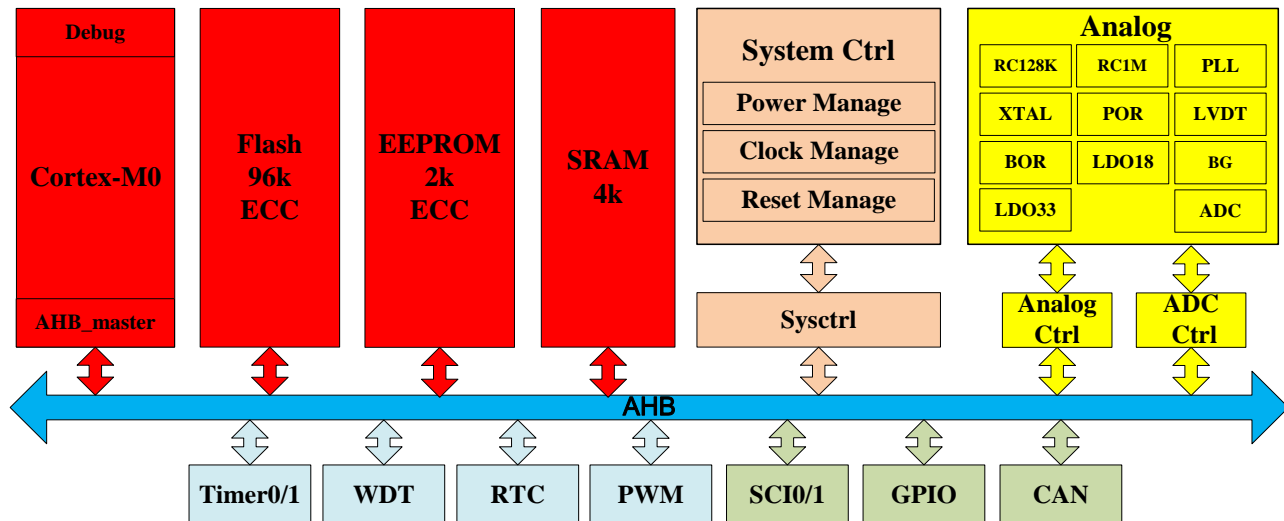 Debug
Cortex-M0
AHB_master
Flash
96k
ECC
EEPROM
2k
ECC
SRAM
4k
System Ctrl
Power Manage
Clock Manage
Reset Manage
Sysctrl
Analog
RC128K
RC1M
PLL
XTAL
POR
LVDT
BOR
LDO18
BG
LDO33
ADC
Analog
Ctrl
ADC
Ctrl
AHB
Timer0/1
WDT
RTC
PWM
SCI0/1
GPIO
CAN